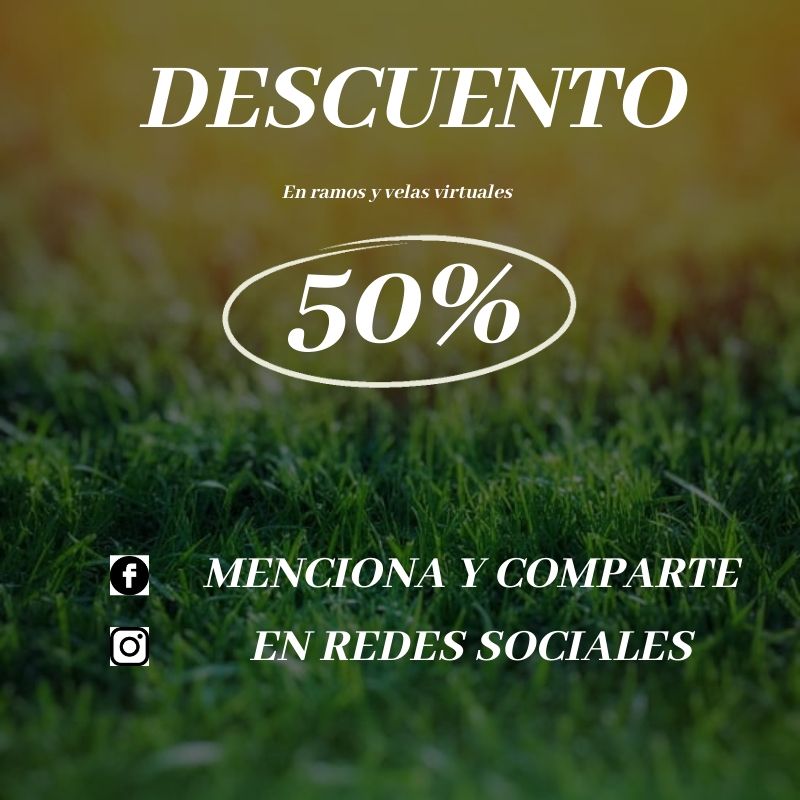 DESCUENTO
En ramos y velas virtuales
50%
MENCIONA Y COMPARTE
EN REDES SOCIALES